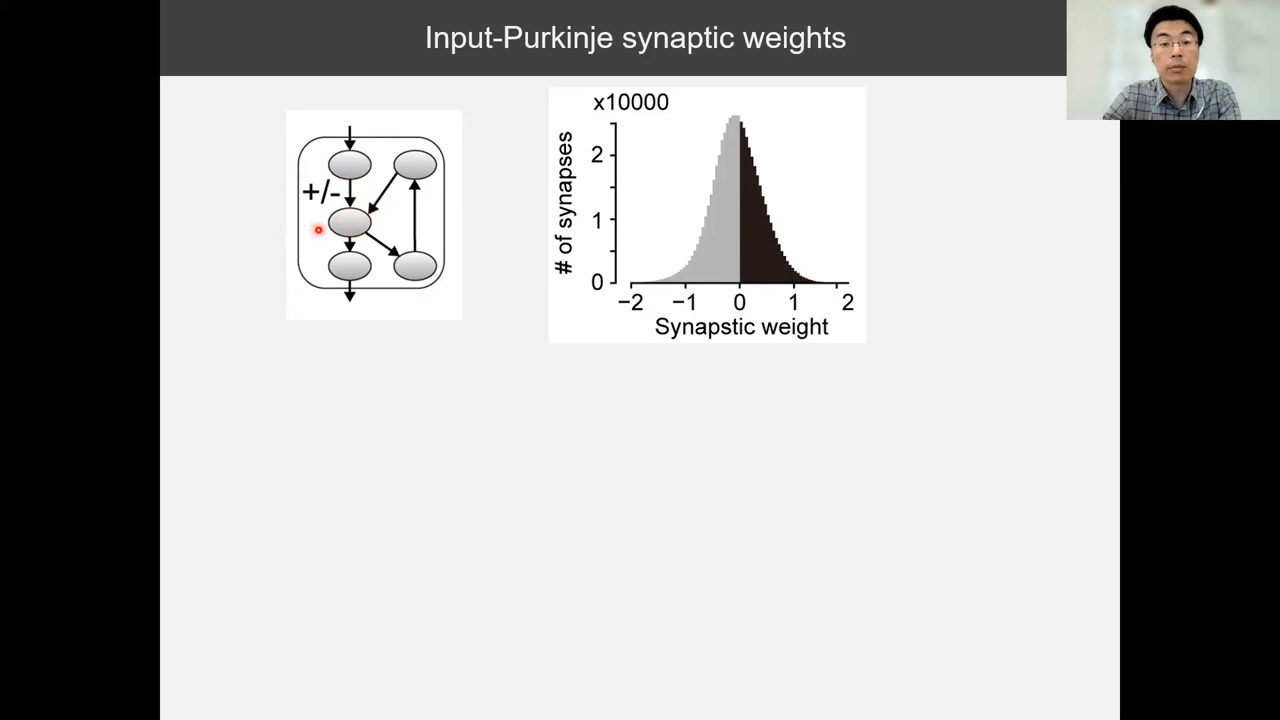 Input-Purkinje synaptic weights
+/-
x10000
# of synapses
2
1
0
−2 −1 0 1 2
Synapstic weight